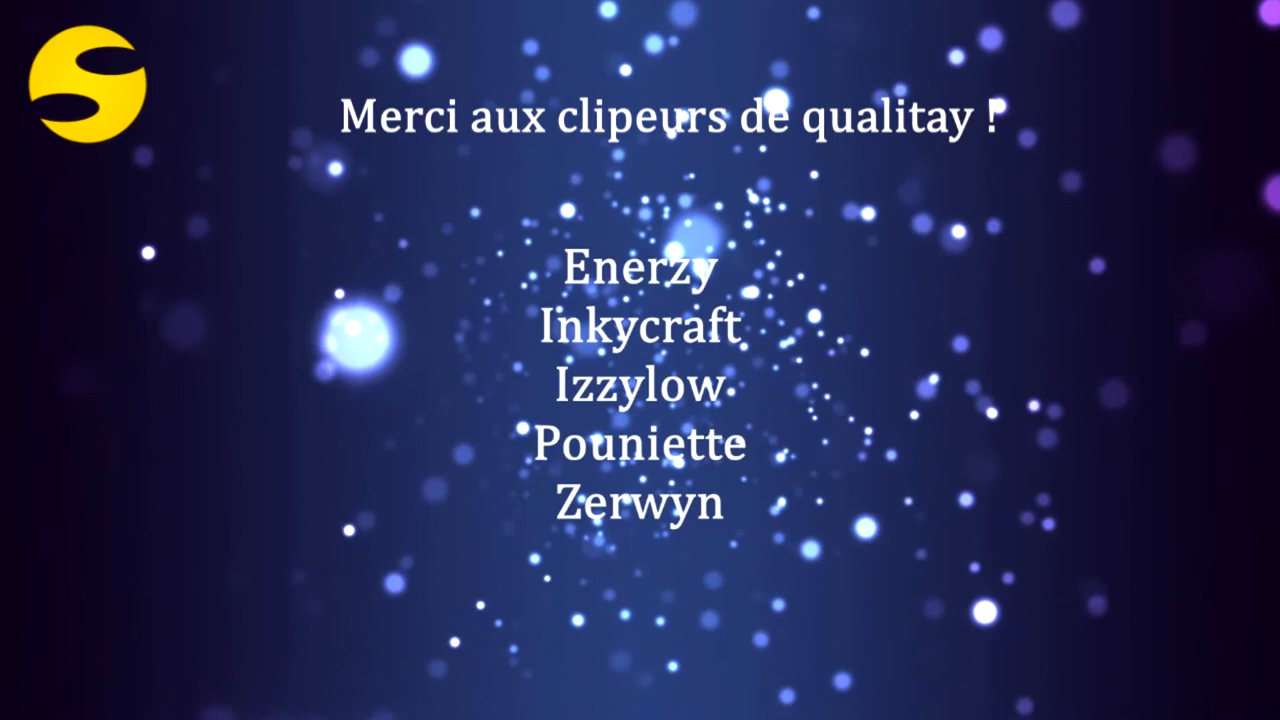 Merci aux clipeurs de qualitay !
Enerzy
Inkycraft
Izzylow
Pouniette
Zerwyn